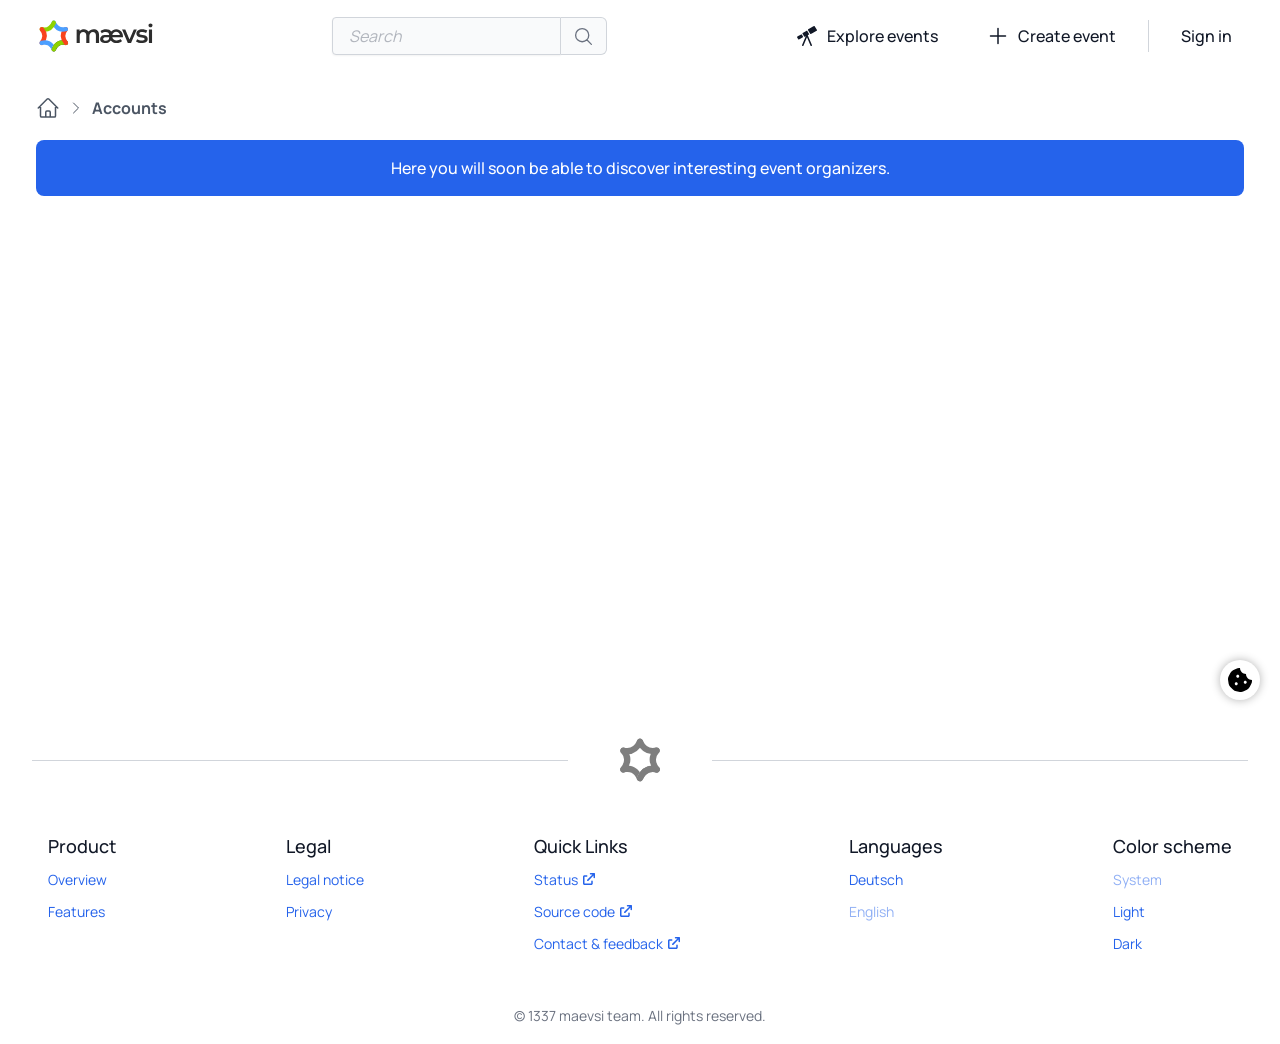 mævsi
Search
Explore events
Create event
Sign in
Accounts
Here you will soon be able to discover interesting event organizers.
Product
Overview
Features
Legal
Legal notice
Privacy
Quick Links
Status
Source code
Contact & feedback
Languages
Deutsch
English
Color scheme
System
Light
Dark
© 1337 maevsi team. All rights reserved.